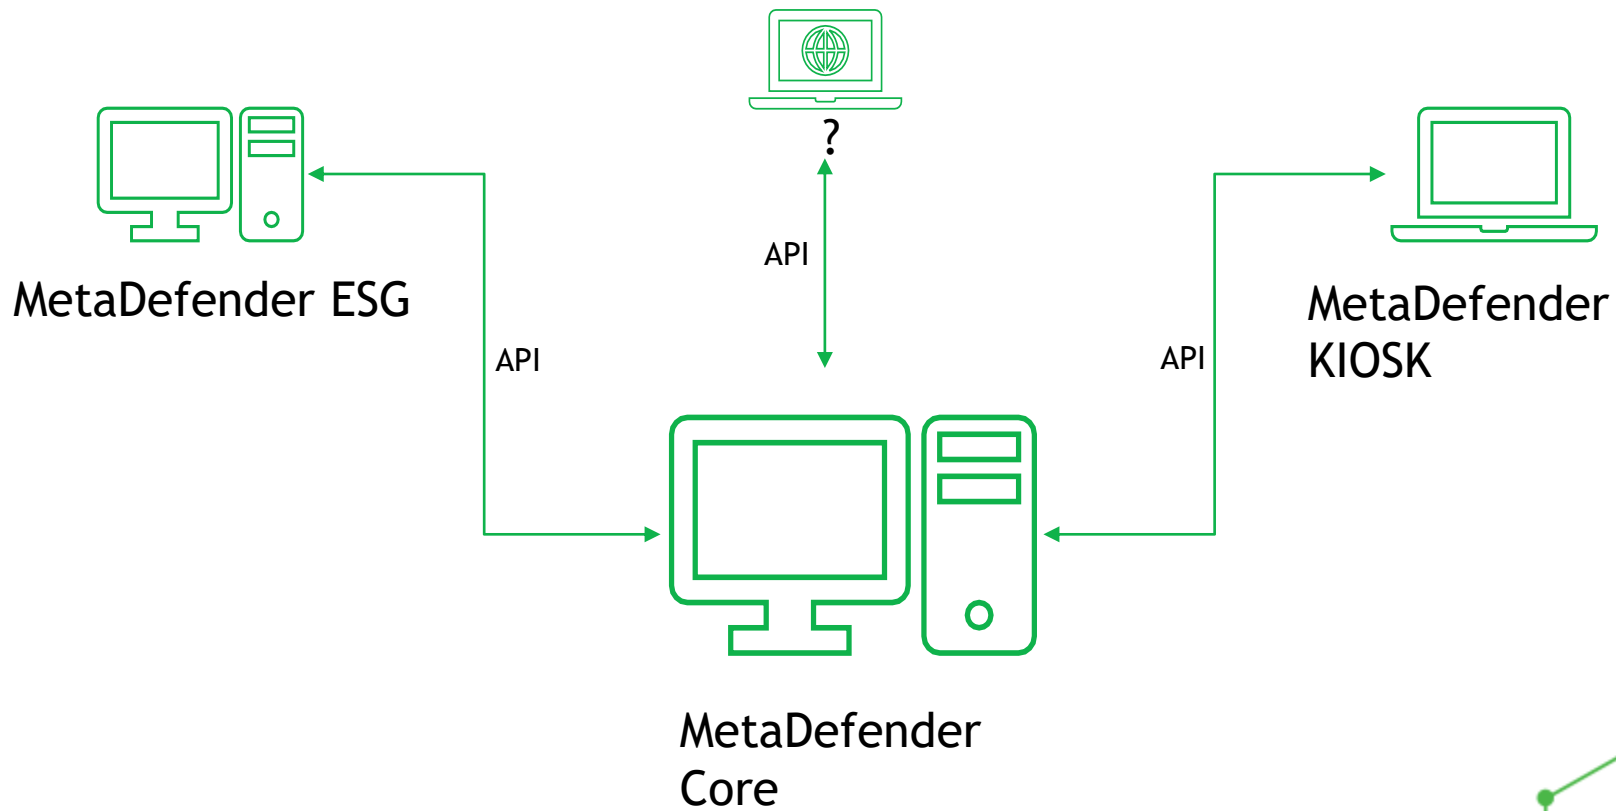 ?
API
MetaDefender ESG
MetaDefender
KIOSK
API
API
MetaDefender
Core